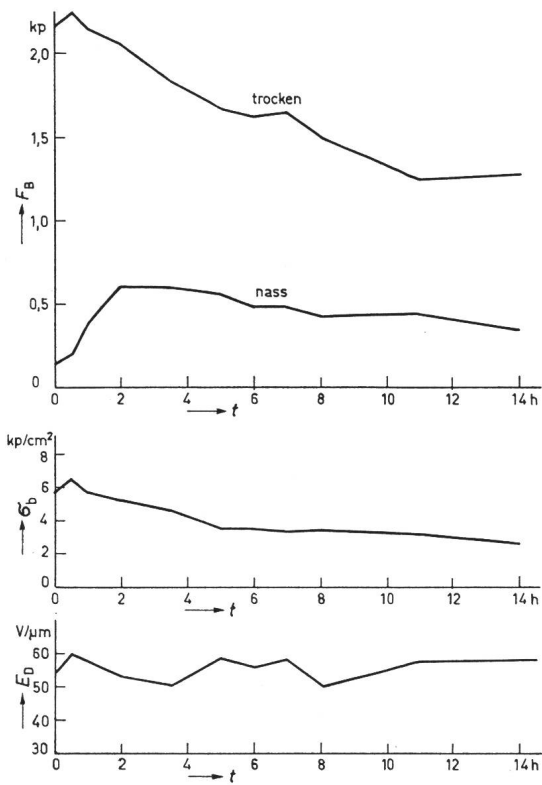 kp
2,0
trocken
1,5
→ F_B
1,0
nass
0,5
0
0 2 4 6 8 10 12 14 h
→ t
kp/cm²
8
6
→ σ_b
4
2
0
0 2 4 6 8 10 12 14 h
→ t
V/μm
60
→ E_D
50
40
30
0 2 4 6 8 10 12 14 h
→ t